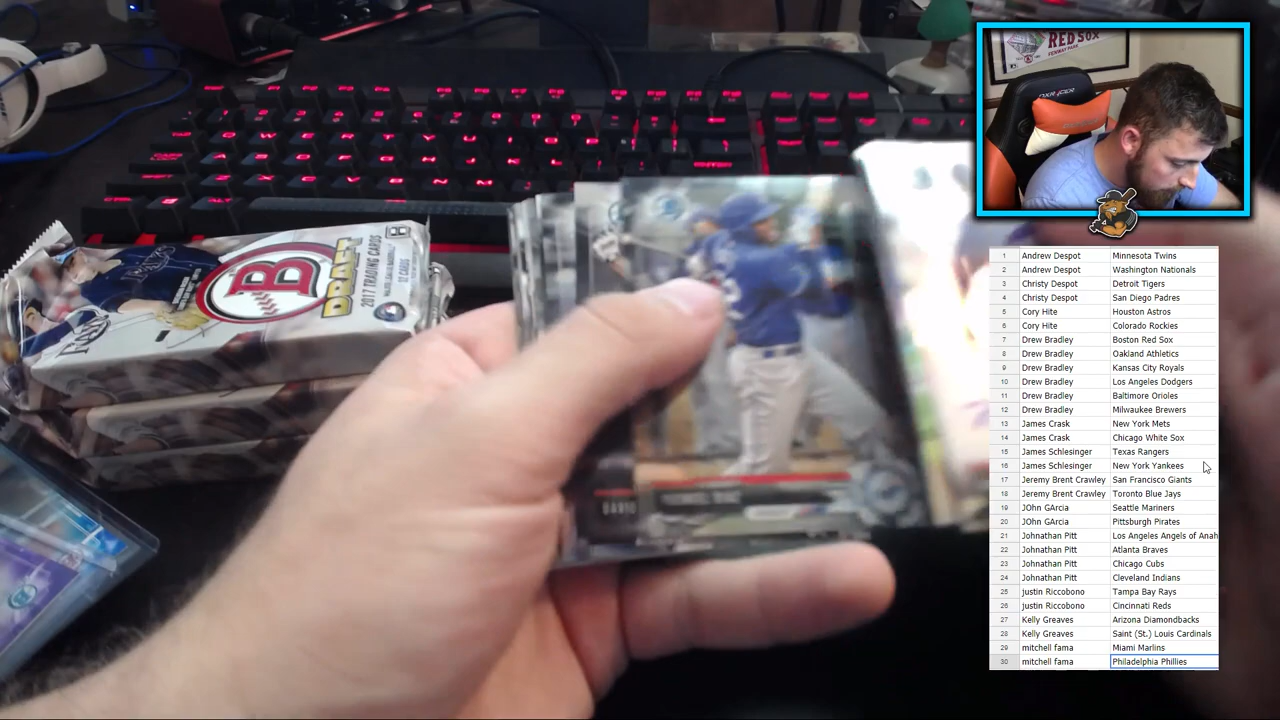 RED SOX
FENWAY PARK
DXRACER
B
DRAFT
2017 TRADING CARDS
12 CARDS
1 Andrew Despot Minnesota Twins
2 Andrew Despot Washington Nationals
3 Christy Despot Detroit Tigers
4 Christy Despot San Diego Padres
5 Cory Hite Houston Astros
6 Cory Hite Colorado Rockies
7 Drew Bradley Boston Red Sox
8 Drew Bradley Oakland Athletics
9 Drew Bradley Kansas City Royals
10 Drew Bradley Los Angeles Dodgers
11 Drew Bradley Baltimore Orioles
12 Drew Bradley Milwaukee Brewers
13 James Crask New York Mets
14 James Crask Chicago White Sox
15 James Schlesinger Texas Rangers
16 James Schlesinger New York Yankees
17 Jeremy Brent Crawley San Francisco Giants
18 Jeremy Brent Crawley Toronto Blue Jays
19 JOhn GArcia Seattle Mariners
20 JOhn GArcia Pittsburgh Pirates
21 Johnathan Pitt Los Angeles Angels of Anah
22 Johnathan Pitt Atlanta Braves
23 Johnathan Pitt Chicago Cubs
24 Johnathan Pitt Cleveland Indians
25 justin Riccobono Tampa Bay Rays
26 justin Riccobono Cincinnati Reds
27 Kelly Greaves Arizona Diamondbacks
28 Kelly Greaves Saint (St.) Louis Cardinals
29 mitchell fama Miami Marlins
30 mitchell fama Philadelphia Phillies